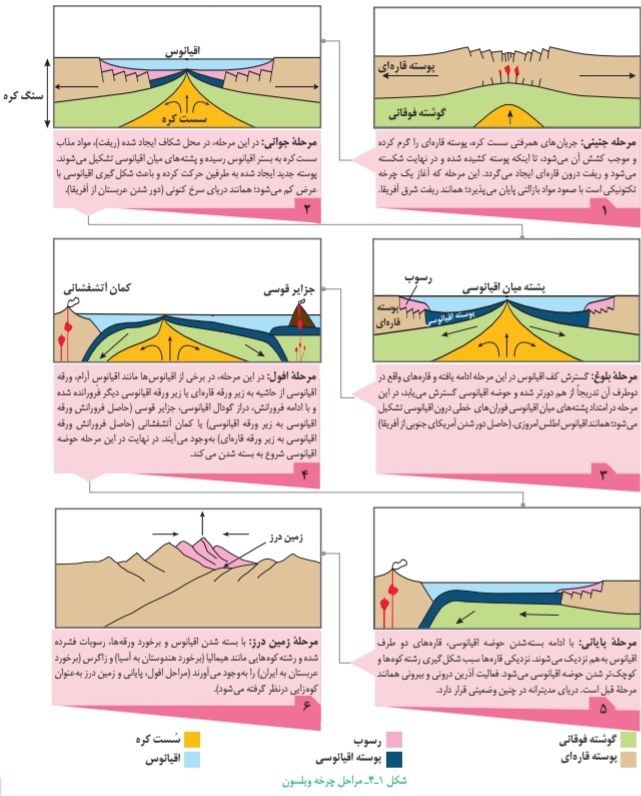 پوسته قاره‌ای
گوشته فوقانی
مرحلهٔ جنینی: جریان‌های همرفتی سست کره، پوسته قاره‌ای را گرم کرده
و موجب کشش آن می‌شود، تا اینکه پوسته کشیده شده و در نهایت شکسته
می‌شود و ریفت درون قاره‌ای ایجاد می‌گردد. این مرحله که آغاز یک چرخه
تکتونیکی است با صعود مواد بازالتی پایان می‌پذیرد؛ همانند ریفت شرق آفریقا.
۱
اقیانوس
سنگ کره
سست کره
مرحلهٔ جوانی: در این مرحله، در محل شکاف ایجاد شده (ریفت)، مواد مذاب
سست کره به بستر اقیانوس رسیده و پشته‌های میان اقیانوسی تشکیل می‌شوند.
پوسته جدید ایجاد شده به طرفین حرکت کرده و باعث شکل‌گیری اقیانوسی با
عرض کم می‌شود؛ همانند دریای سرخ کنونی (دور شدن عربستان از آفریقا).
۲
پشته میان اقیانوسی
رسوب
پوسته
قاره‌ای
پوسته اقیانوسی
مرحلهٔ بلوغ: گسترش کف اقیانوس در این مرحله ادامه یافته و قاره‌های واقع در
دوطرف آن تدریجاً از هم دورتر شده و حوضه اقیانوسی گسترش می‌یابد، در این
مرحله در امتداد پشته‌های میان اقیانوسی فوران‌های خطی درون اقیانوسی تشکیل
می‌شود؛ همانند اقیانوس اطلس امروزی. (حاصل دور شدن آمریکای جنوبی از آفریقا)
۳
کمان آتشفشانی
جزایر قوسی
مرحلهٔ افول: در این مرحله، در برخی از اقیانوس‌ها مانند اقیانوس آرام، ورقه
اقیانوسی از حاشیه به زیر ورقه قاره‌ای یا زیر ورقه اقیانوسی دیگر فرورانده شده
و با ادامه فرورانش، دراز گودال اقیانوسی، جزایر قوسی (حاصل فرورانش ورقه
اقیانوسی به زیر ورقه اقیانوسی) یا کمان آتشفشانی (حاصل فرورانش ورقه
اقیانوسی به زیر ورقه قاره‌ای) به‌وجود می‌آیند. در نهایت در این مرحله حوضه
اقیانوسی شروع به بسته شدن می‌کند.
۴
مرحلهٔ پایانی: با ادامه بسته‌شدن حوضه اقیانوسی، قاره‌های دو طرف
اقیانوس به‌هم نزدیک می‌شوند. نزدیکی قاره‌ها سبب شکل‌گیری رشته کوه‌ها و
کوچک‌تر شدن حوضه اقیانوسی می‌شود. فعالیت آذرین درونی و بیرونی همانند
مرحلهٔ قبل است. دریای مدیترانه در چنین وضعیتی قرار دارد.
۵
زمین درز
مرحلهٔ زمین درز: با بسته شدن اقیانوس و برخورد ورقه‌ها، رسوبات فشرده
شده و رشته کوه‌هایی مانند هیمالیا (برخورد هندوستان به آسیا) و زاگرس (برخورد
عربستان به ایران) را به‌وجود می‌آورند (مراحل افول، پایانی و زمین درز به‌عنوان
کوه‌زایی درنظر گرفته می‌شود).
۶
گوشته فوقانی
رسوب
سُست کره
پوسته قاره‌ای
پوسته اقیانوسی
اقیانوس
شکل ۱ـ۴ـ مراحل چرخه ویلسون